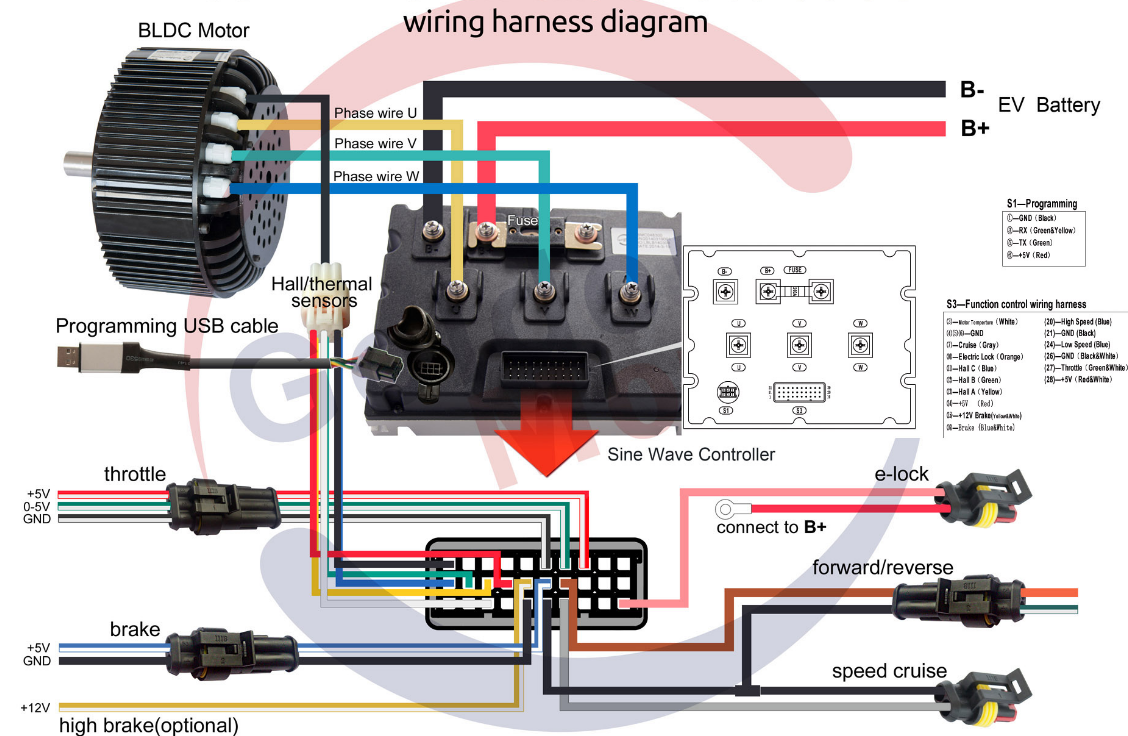 wiring harness diagram
BLDC Motor
B-
EV Battery
B+
Phase wire U
Phase wire V
Phase wire W
Fuse
B-
Hall/thermal
sensors
Programming USB cable
B-
B+
FUSE
U
V
W
U
V
W
S1
S3
S1—Programming
GND (Black)
RX (Green&Yellow)
TX (Green)
+5V (Red)
S3—Function control wiring harness
Motor Temperture (White)
GND
Cruise (Gray)
Electric Lock (Orange)
Hall C (Blue)
Hall B (Green)
Hall A (Yellow)
+5V (Red)
+12V Brake(Yellow&White)
Brake (Blue&White)
(20)—High Speed (Blue)
(21)—GND (Black)
(24)—Low Speed (Blue)
(26)—GND (Black&White)
(27)—Throttle (Green&White)
(28)—+5V (Red&White)
Sine Wave Controller
throttle
+5V
0-5V
GND
e-lock
connect to B+
forward/reverse
brake
+5V
GND
speed cruise
+12V
high brake(optional)